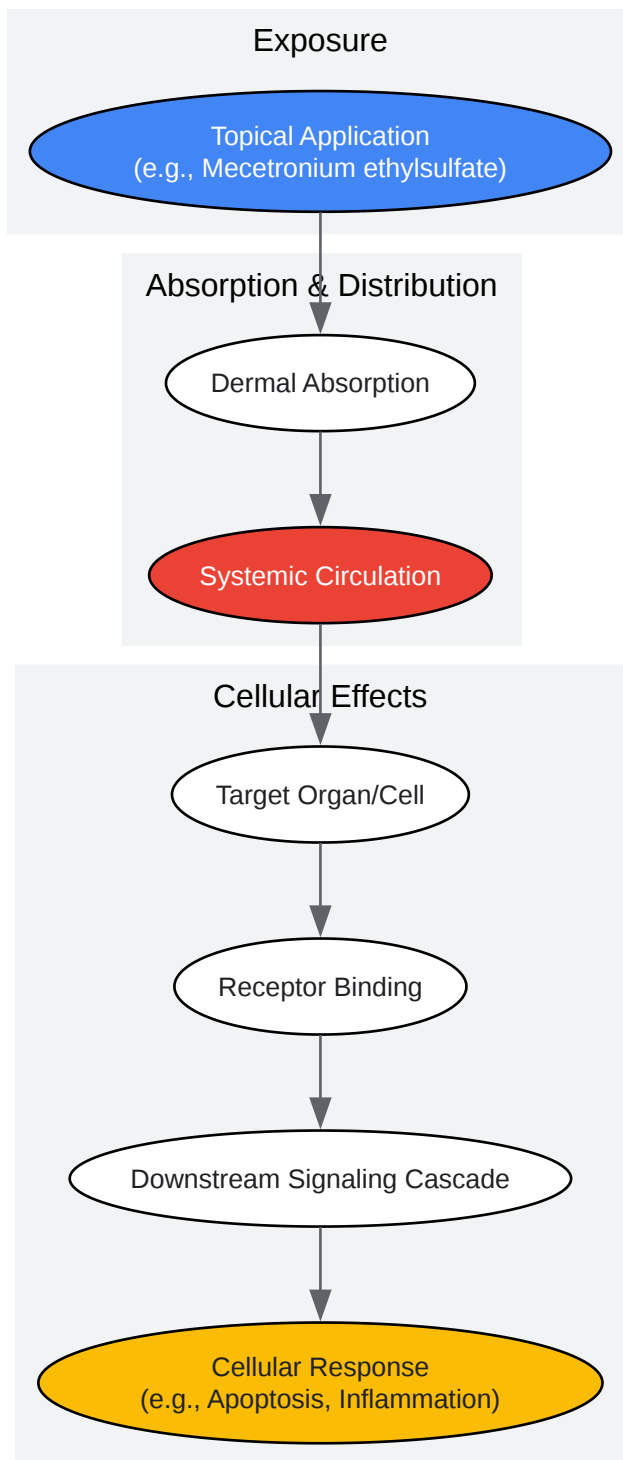 Exposure
Topical Application
(e.g., Mecetronium ethylsulfate)
Absorption & Distribution
Dermal Absorption
Systemic Circulation
Cellular Effects
Target Organ/Cell
Receptor Binding
Downstream Signaling Cascade
Cellular Response
(e.g., Apoptosis, Inflammation)